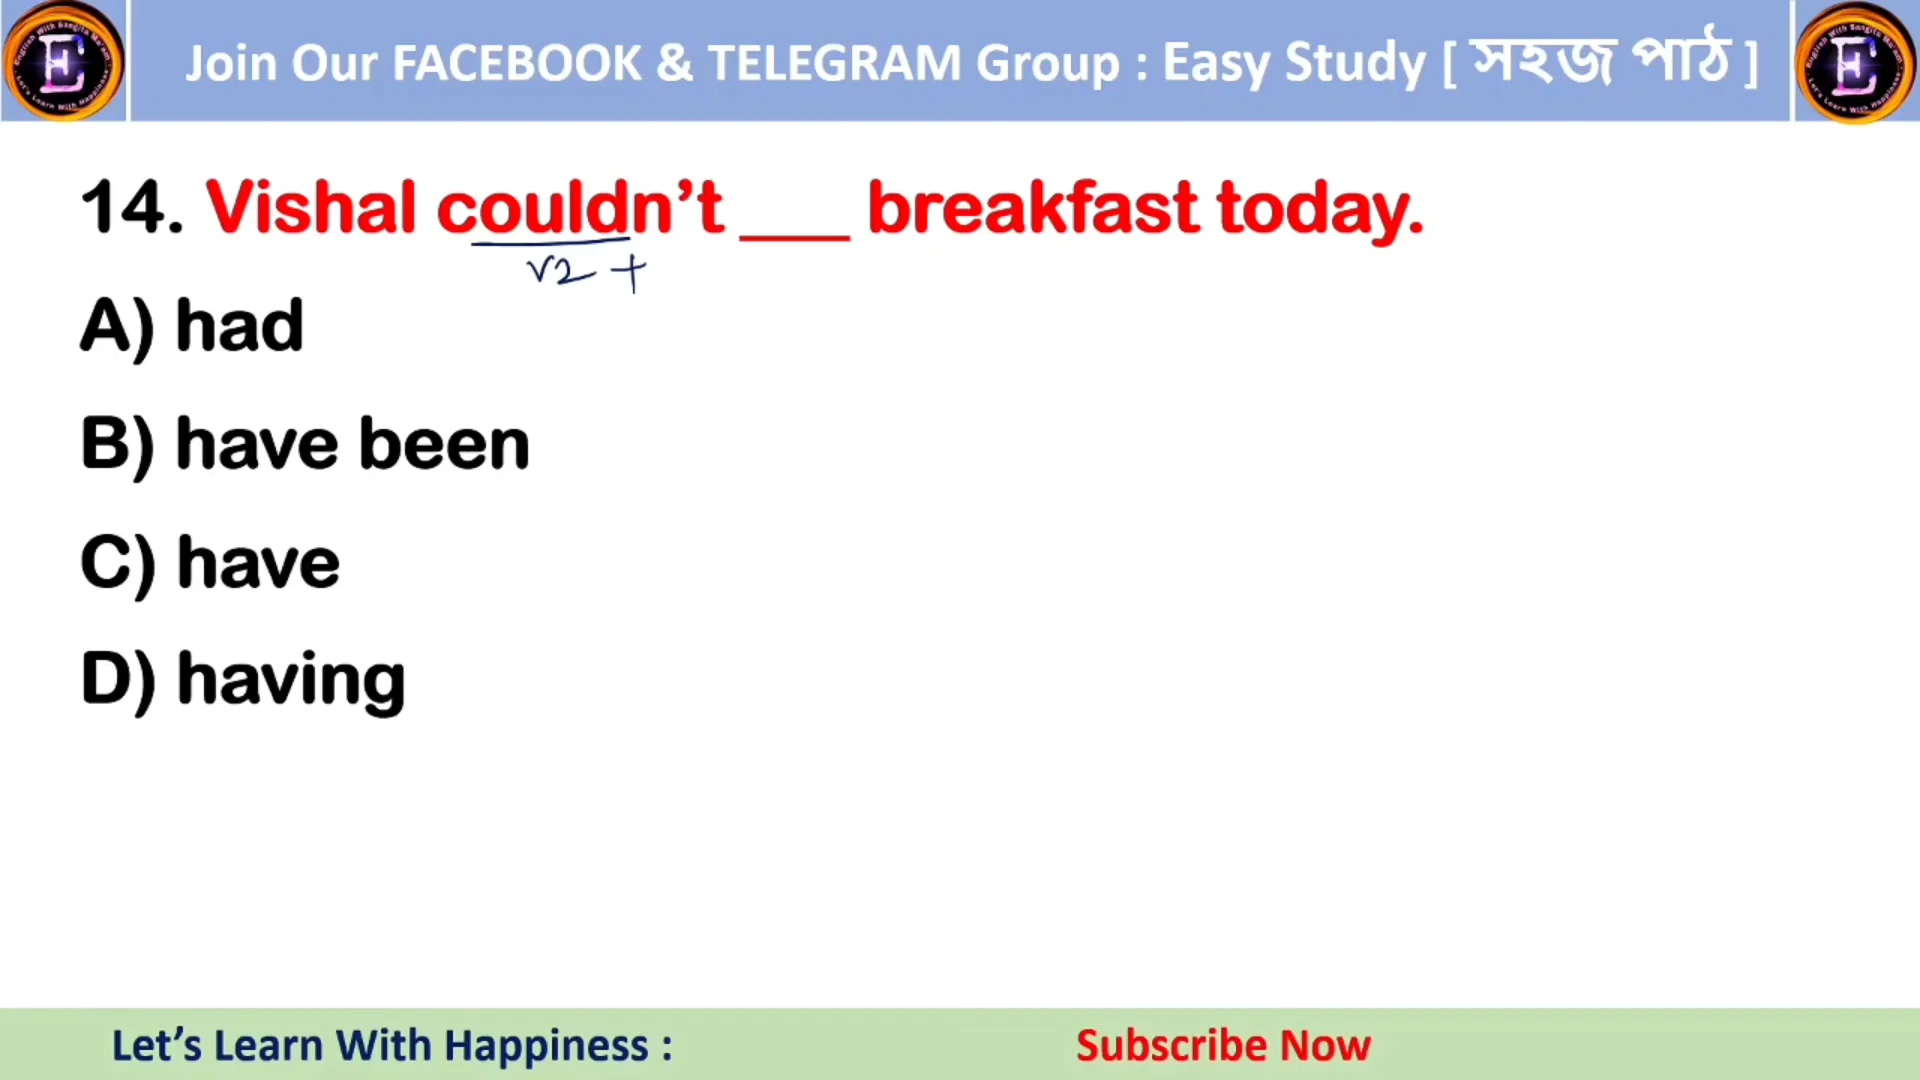 Join Our FACEBOOK & TELEGRAM Group : Easy Study [ সহজ পাঠ ]
14. Vishal couldn’t ___ breakfast today.
v2 +
A) had
B) have been
C) have
D) having
Let’s Learn With Happiness :
Subscribe Now